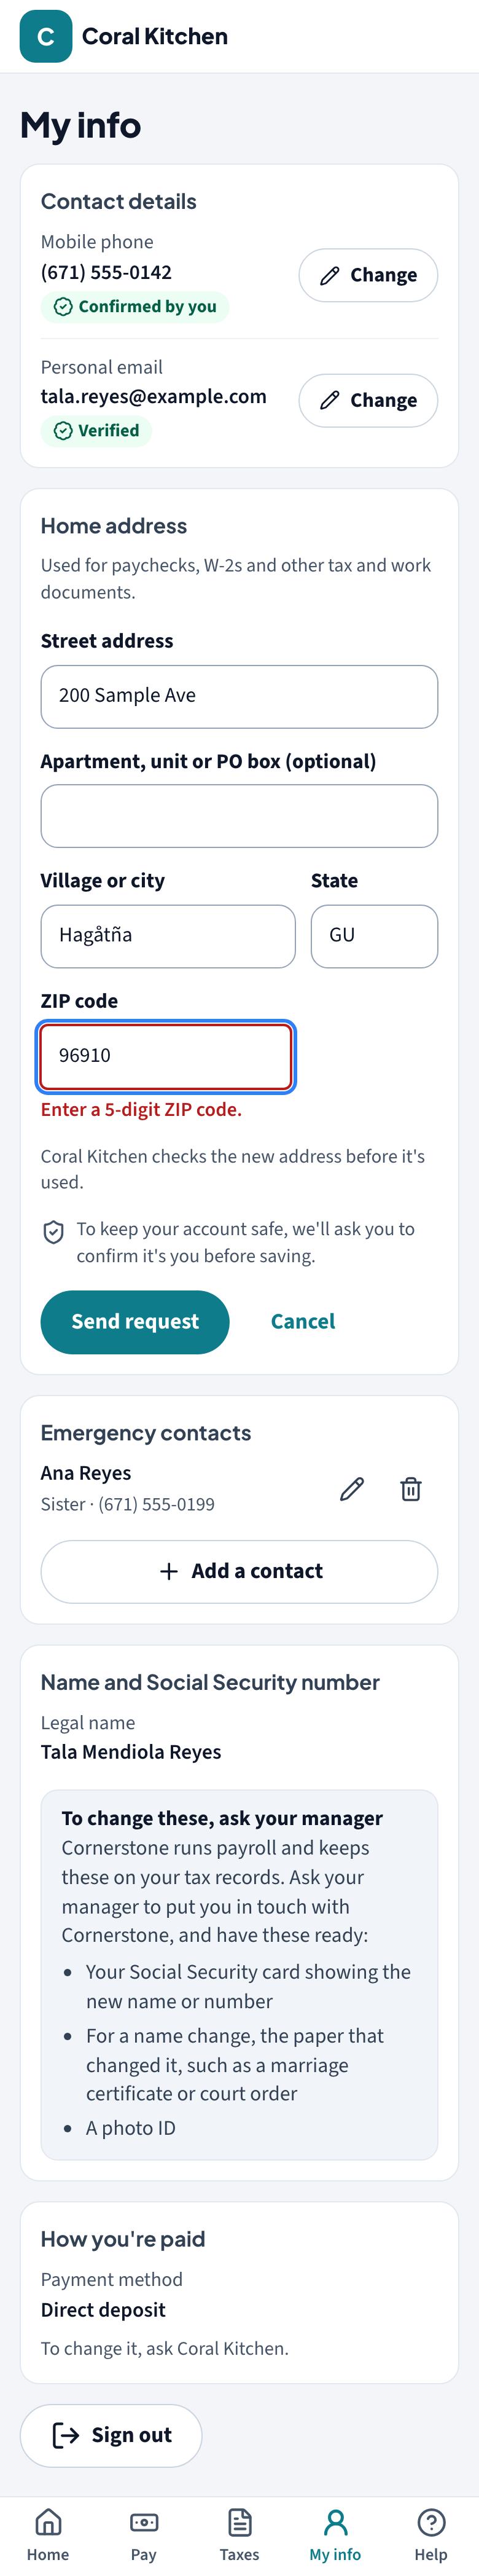 C
Coral Kitchen
My info
Contact details
Mobile phone
(671) 555-0142
Confirmed by you
Change
Personal email
tala.reyes@example.com
Verified
Change
Home address
Used for paychecks, W-2s and other tax and work
documents.
Street address
200 Sample Ave
Apartment, unit or PO box (optional)
Village or city
State
Hagåtña
GU
ZIP code
96910
Enter a 5-digit ZIP code.
Coral Kitchen checks the new address before it's
used.
To keep your account safe, we'll ask you to
confirm it's you before saving.
Send request
Cancel
Emergency contacts
Ana Reyes
Sister · (671) 555-0199
Add a contact
Name and Social Security number
Legal name
Tala Mendiola Reyes
To change these, ask your manager
Cornerstone runs payroll and keeps
these on your tax records. Ask your
manager to put you in touch with
Cornerstone, and have these ready:
• Your Social Security card showing the
new name or number
• For a name change, the paper that
changed it, such as a marriage
certificate or court order
• A photo ID
How you're paid
Payment method
Direct deposit
To change it, ask Coral Kitchen.
Sign out
Home
Pay
Taxes
My info
Help